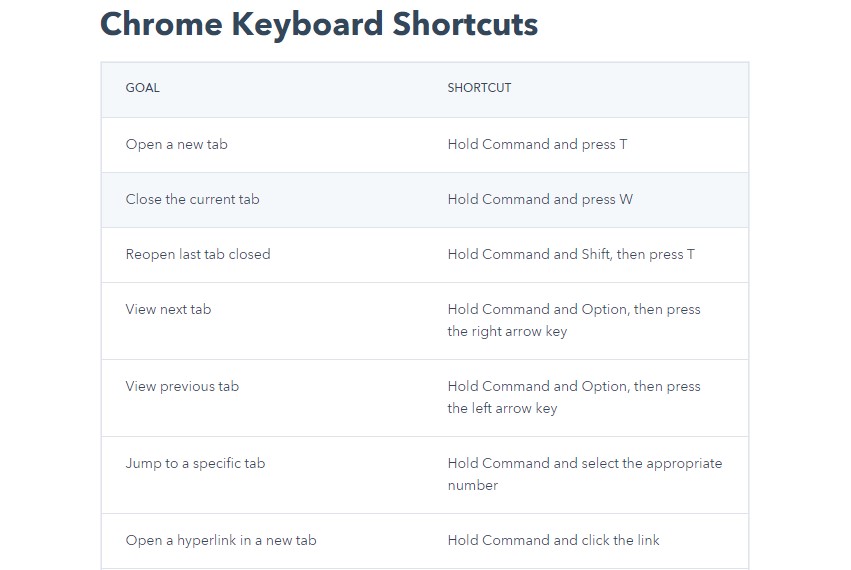 Chrome Keyboard Shortcuts
GOAL SHORTCUT
Open a new tab Hold Command and press T
Close the current tab Hold Command and press W
Reopen last tab closed Hold Command and Shift, then press T
View next tab Hold Command and Option, then press
the right arrow key
View previous tab Hold Command and Option, then press
the left arrow key
Jump to a specific tab Hold Command and select the appropriate
number
Open a hyperlink in a new tab Hold Command and click the link